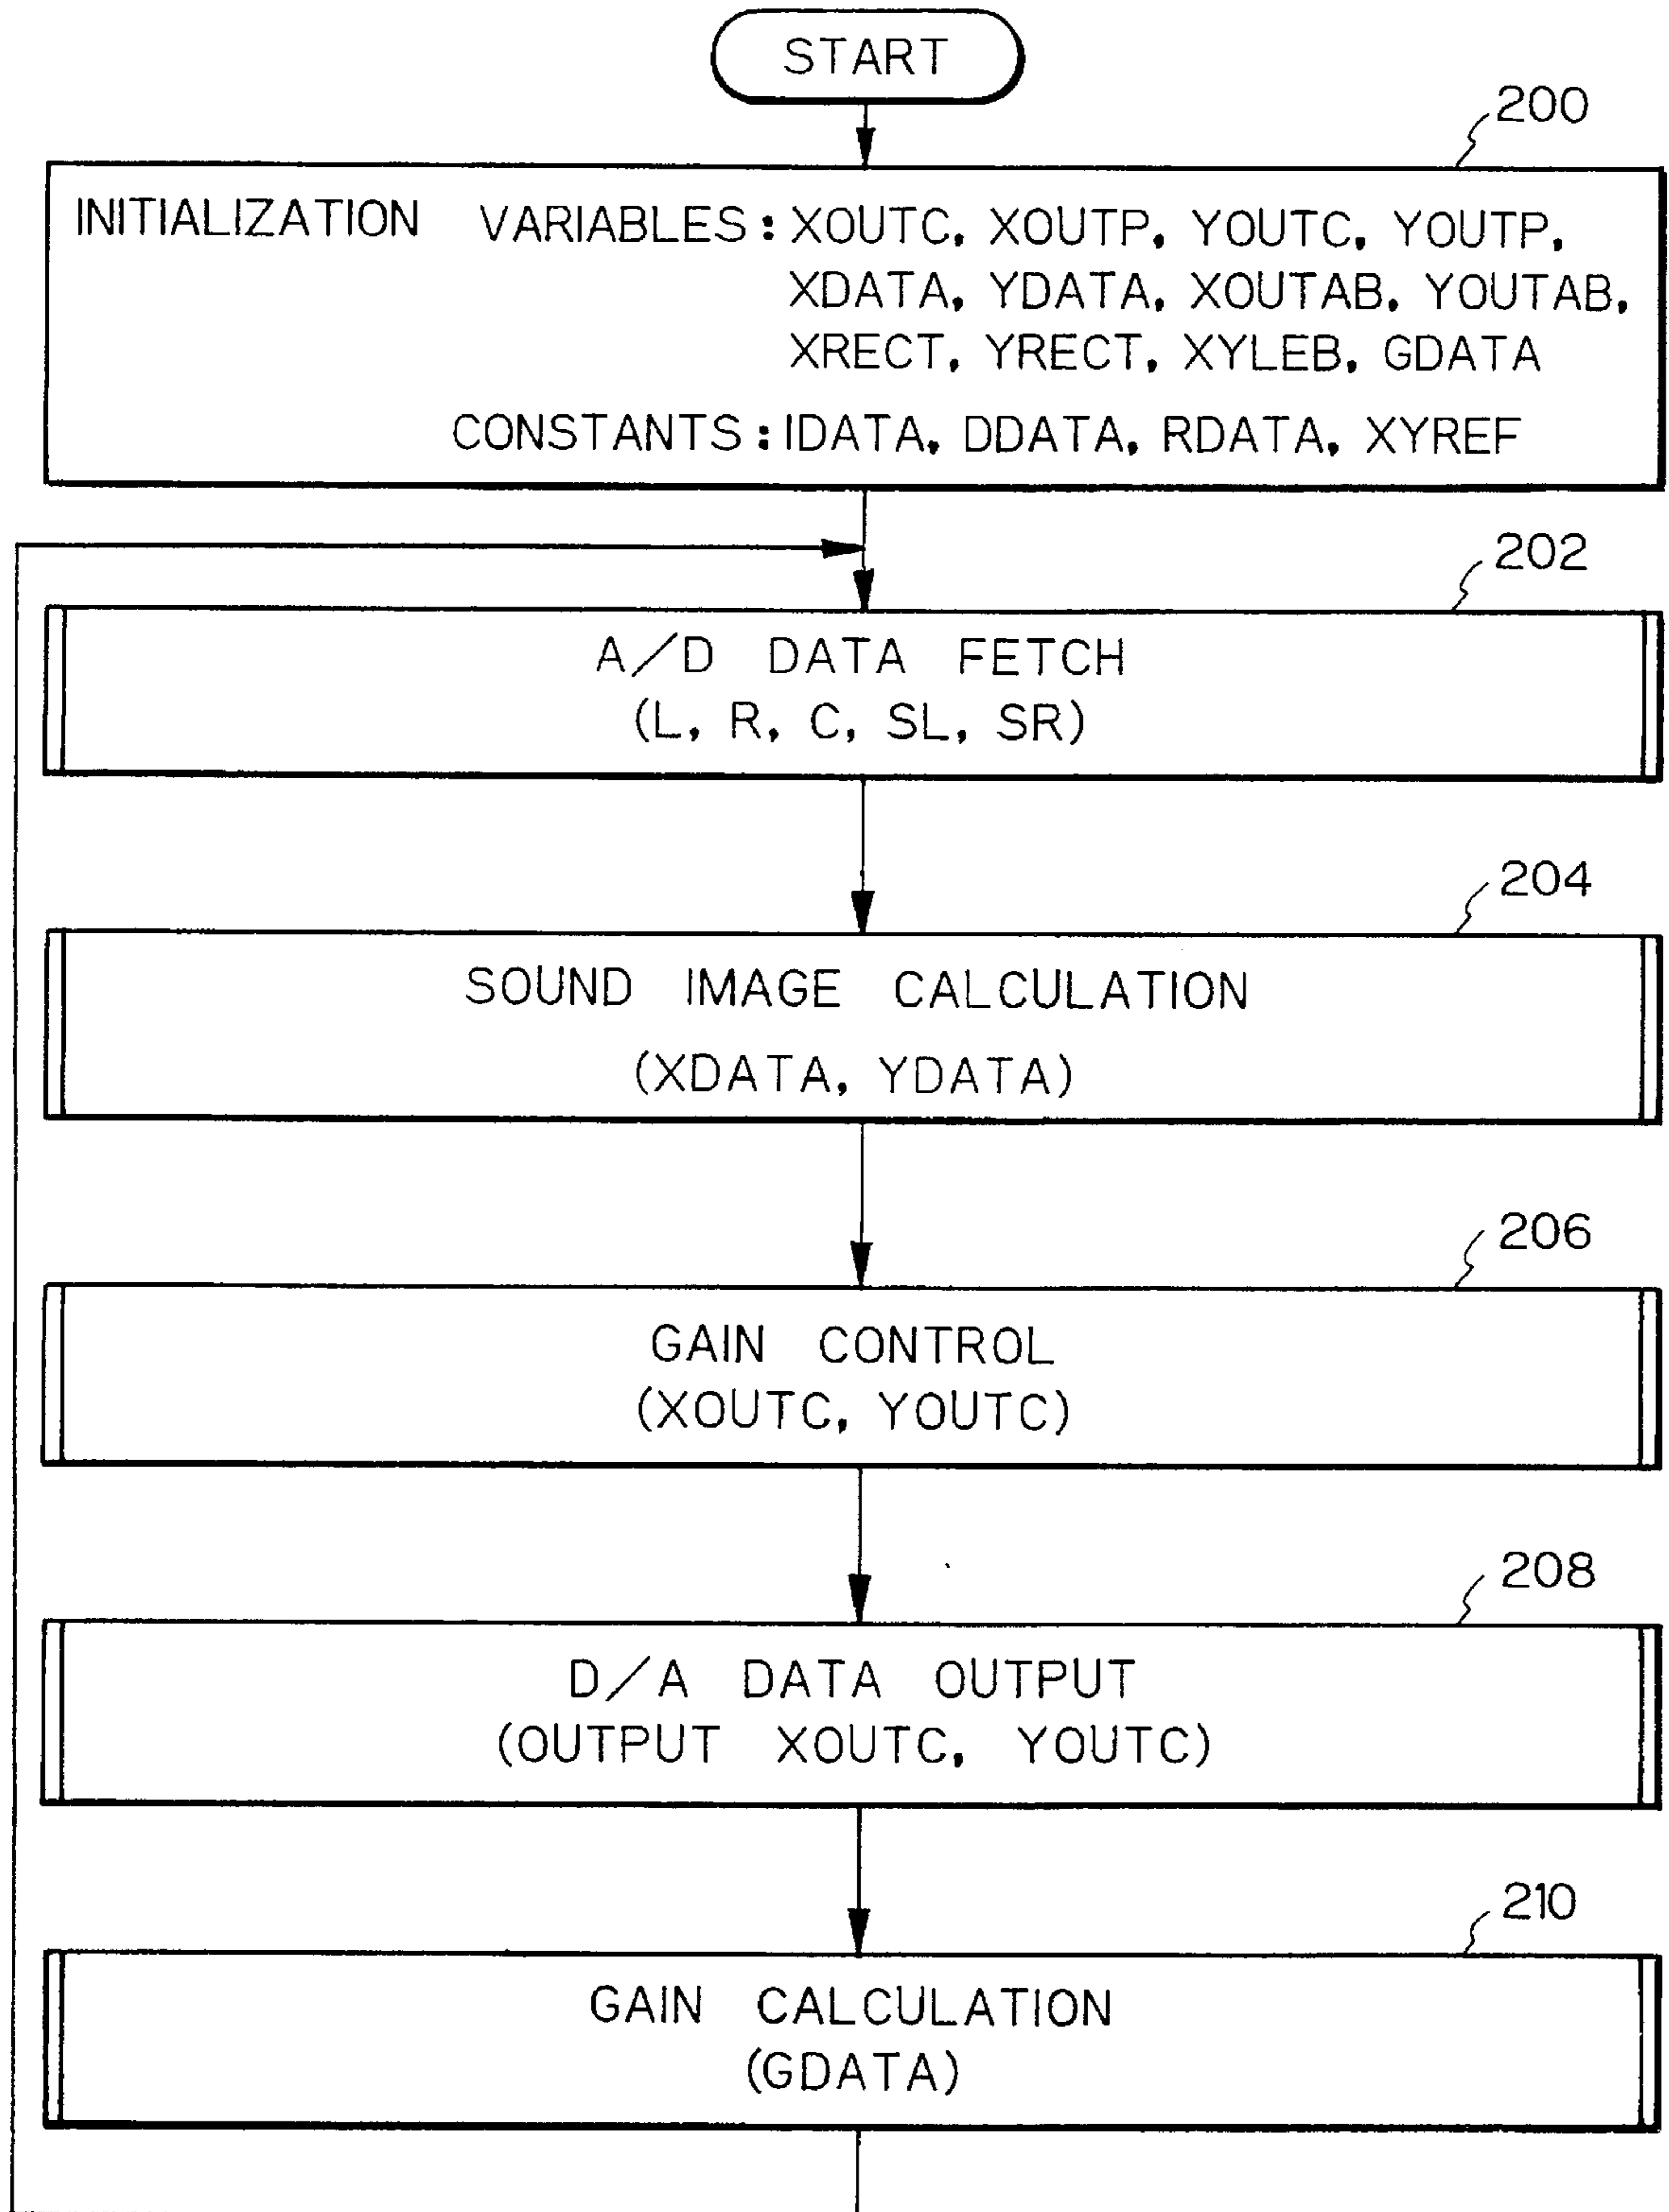 START
200
INITIALIZATION VARIABLES: XOUTC, XOUTP, YOUTC, YOUTP,
XDATA, YDATA, XOUTAB, YOUTAB,
XRECT, YRECT, XYLEB, GDATA
CONSTANTS: IDATA, DDATA, RDATA, XYREF
202
A/D DATA FETCH
(L, R, C, SL, SR)
204
SOUND IMAGE CALCULATION
(XDATA, YDATA)
206
GAIN CONTROL
(XOUTC, YOUTC)
208
D/A DATA OUTPUT
(OUTPUT XOUTC, YOUTC)
210
GAIN CALCULATION
(GDATA)